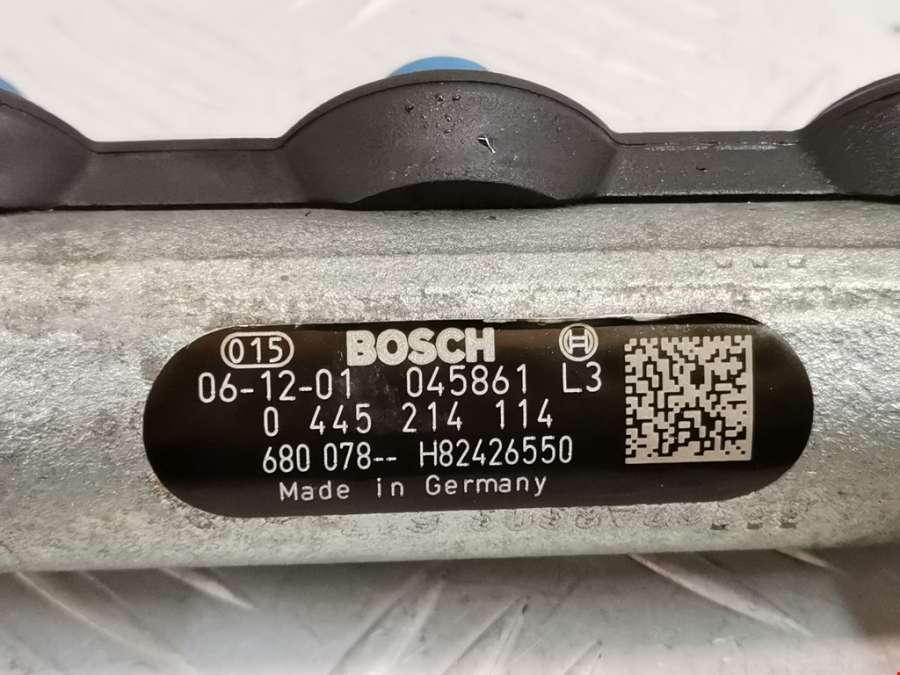 015 BOSCH H
06-12-01 045861 L3
0 445 214 114
680 078-- H82426550
Made in Germany